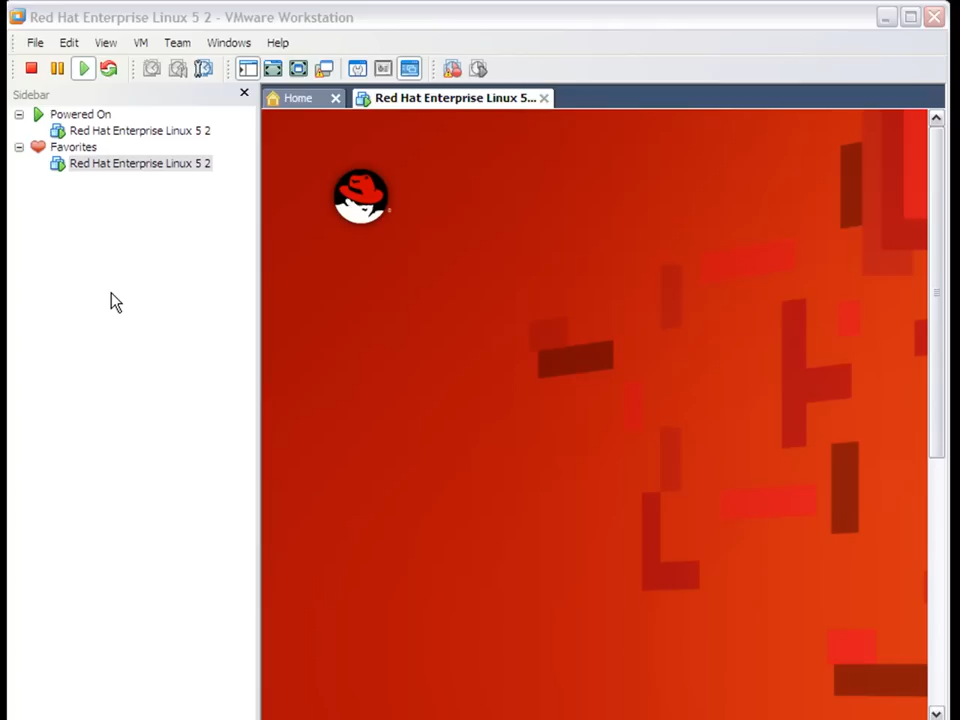 Red Hat Enterprise Linux 5 2 - VMware Workstation
File Edit View VM Team Windows Help
Sidebar
Home
Red Hat Enterprise Linux 5...
Powered On
Red Hat Enterprise Linux 5 2
Favorites
Red Hat Enterprise Linux 5 2